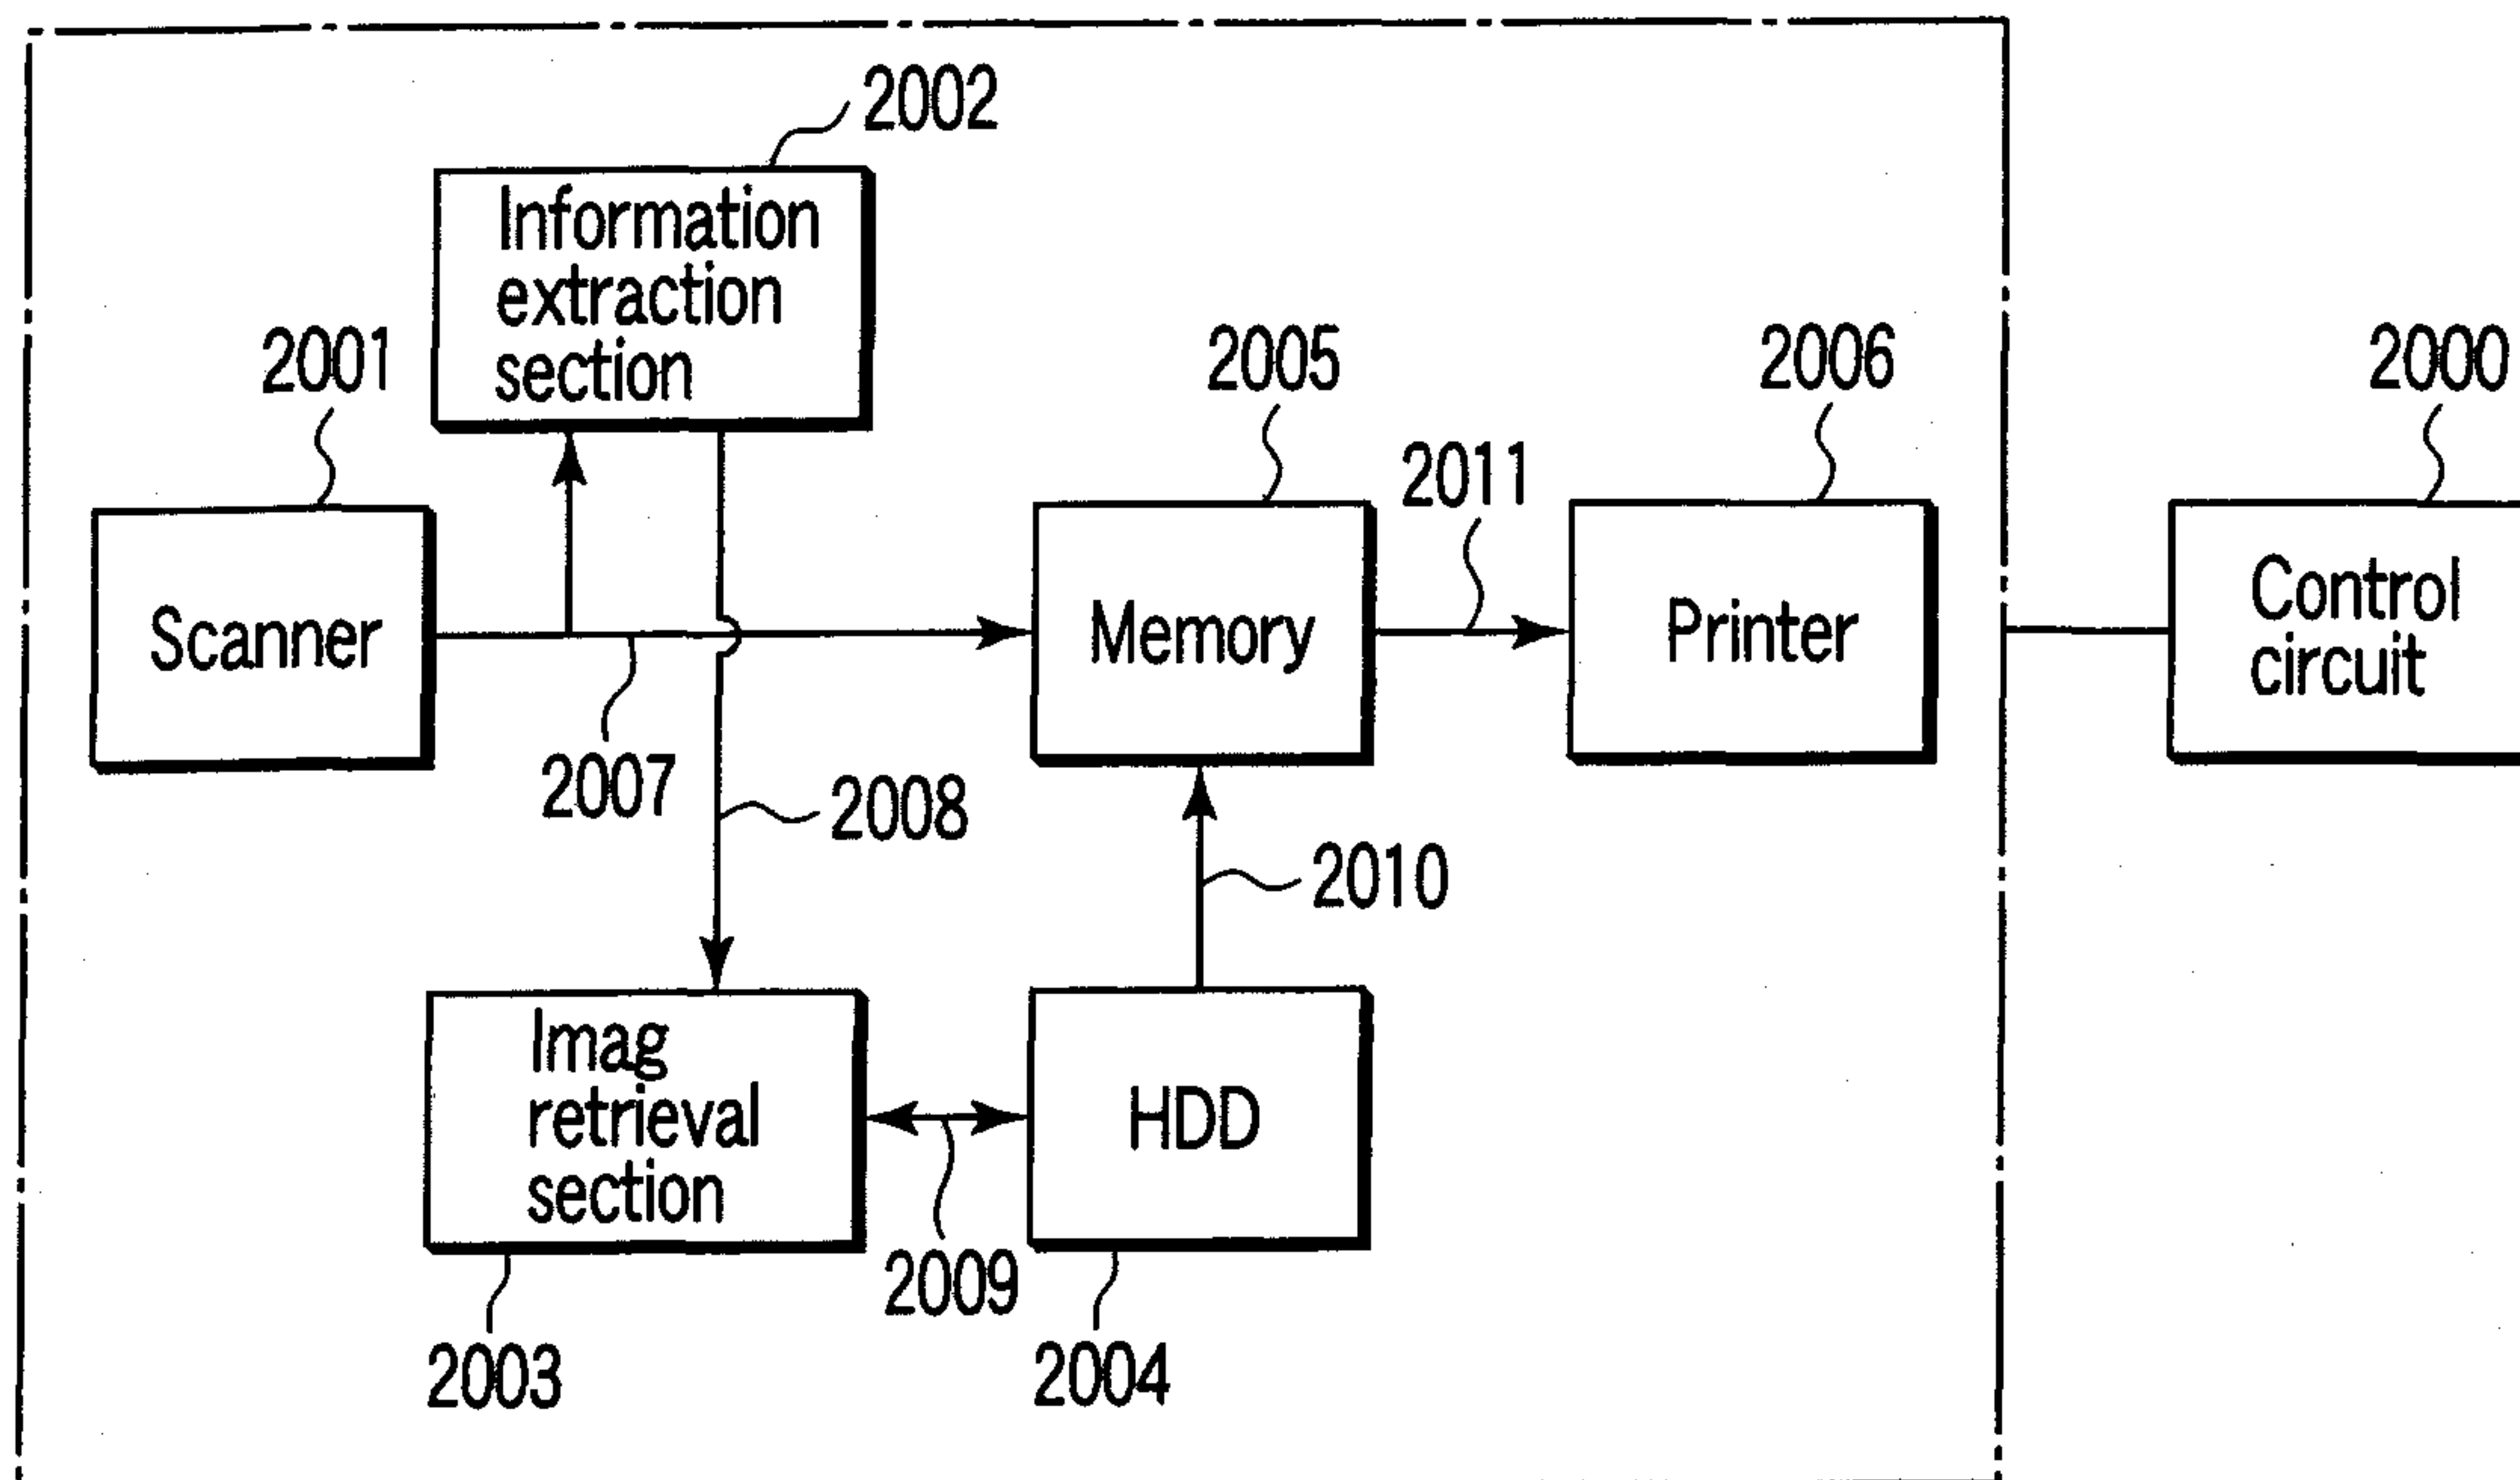 2002
Information
extraction
section
2001
2005
2006
2000
2011
Scanner
Memory
Printer
Control
circuit
2007
2008
2010
Imag
retrieval
section
HDD
2009
2003
2004